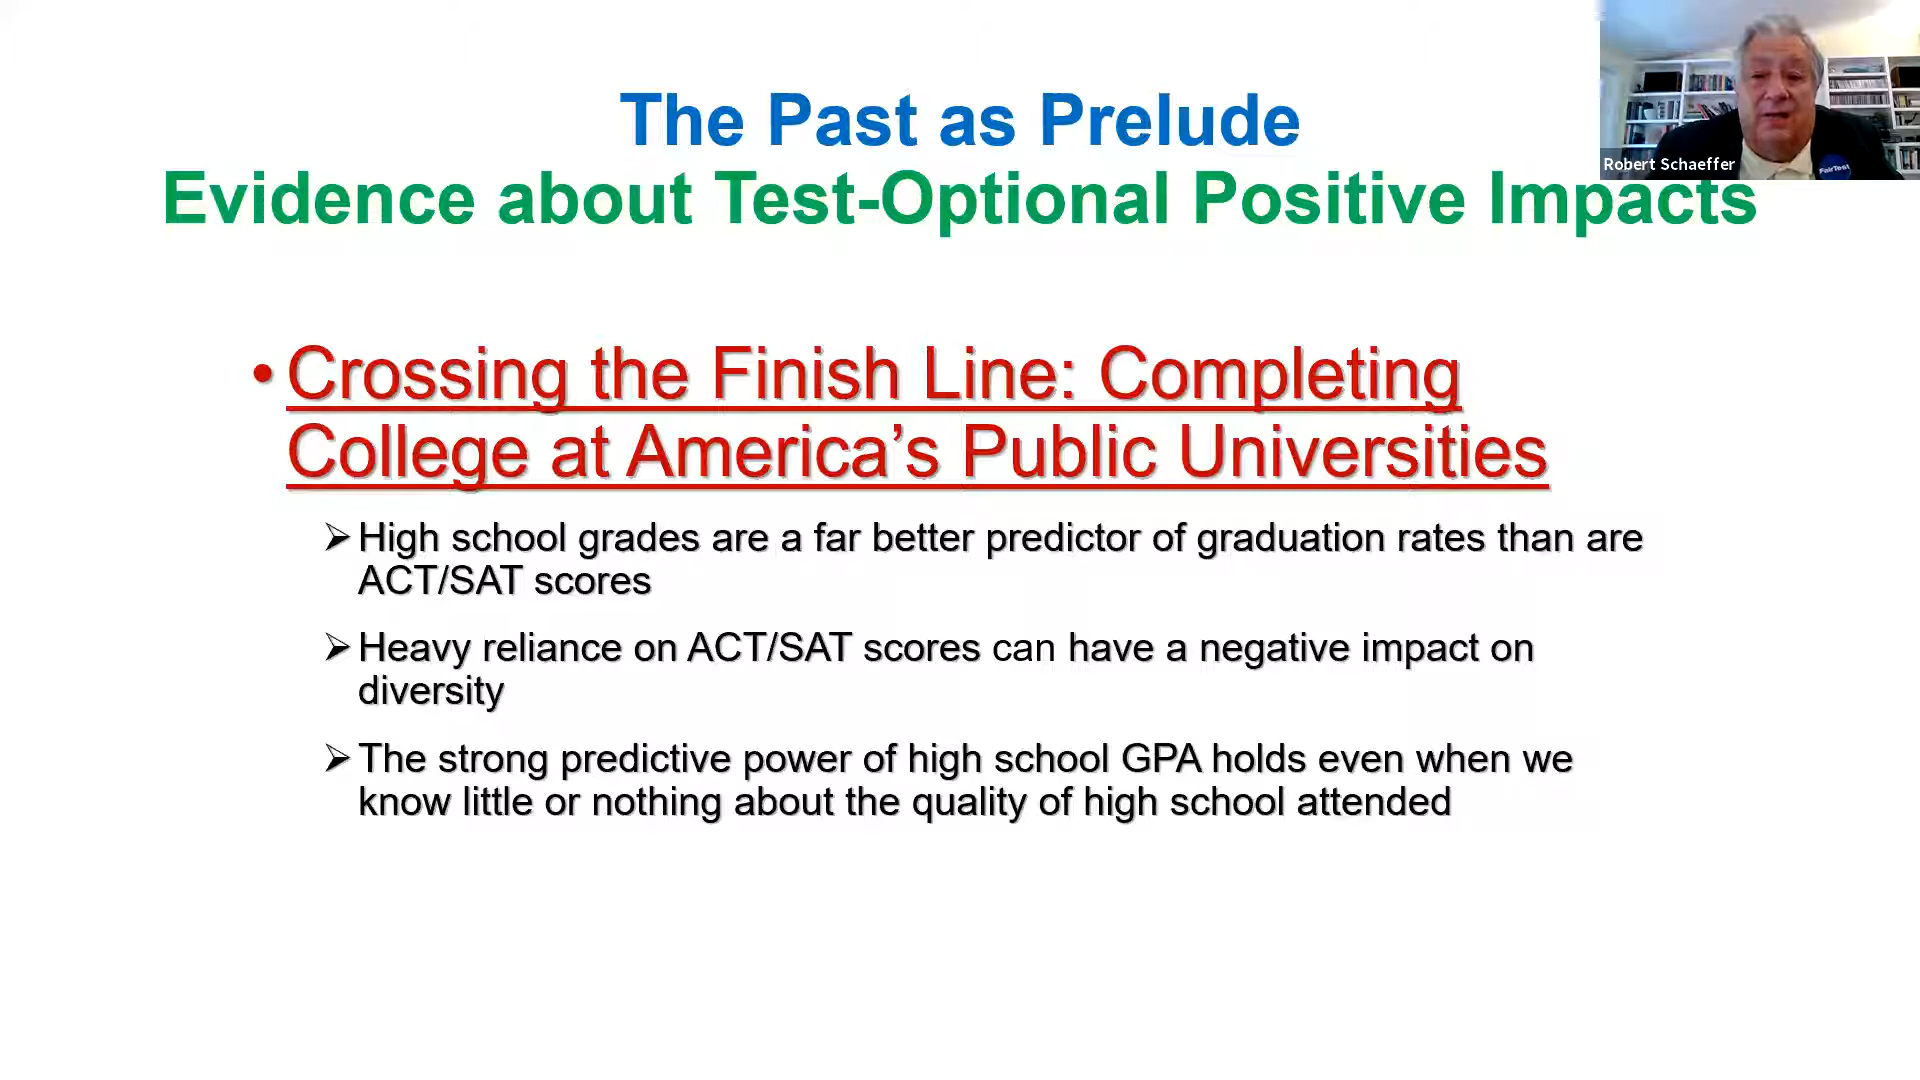 The Past as Prelude
Evidence about Test-Optional Positive Impacts
Robert Schaeffer
FairTest
• Crossing the Finish Line: Completing
College at America’s Public Universities
➢ High school grades are a far better predictor of graduation rates than are
ACT/SAT scores
➢ Heavy reliance on ACT/SAT scores can have a negative impact on
diversity
➢ The strong predictive power of high school GPA holds even when we
know little or nothing about the quality of high school attended